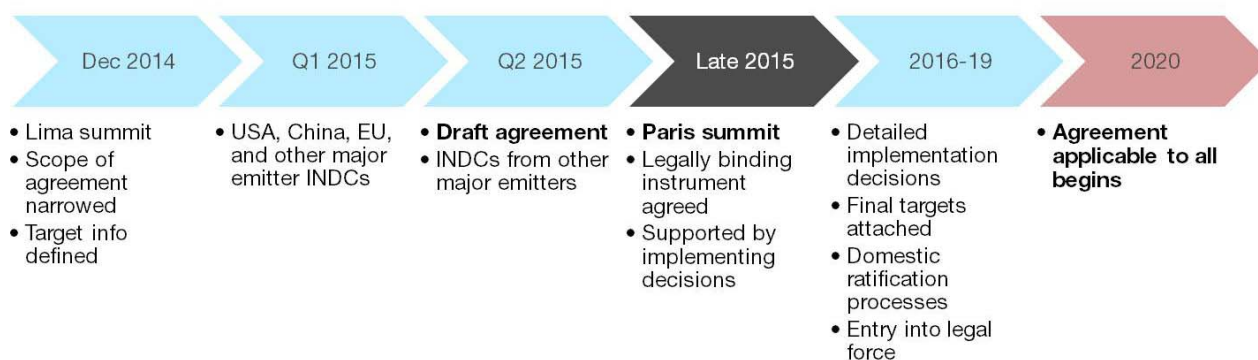 Dec 2014
Q1 2015
Q2 2015
Late 2015
2016-19
2020
• Lima summit
• Scope of
agreement
narrowed
• Target info
defined
• USA, China, EU,
and other major
emitter INDCs
• Draft agreement
• INDCs from other
major emitters
• Paris summit
• Legally binding
instrument
agreed
• Supported by
implementing
decisions
• Detailed
implementation
decisions
• Final targets
attached
• Domestic
ratification
processes
• Entry into legal
force
• Agreement
applicable to all
begins